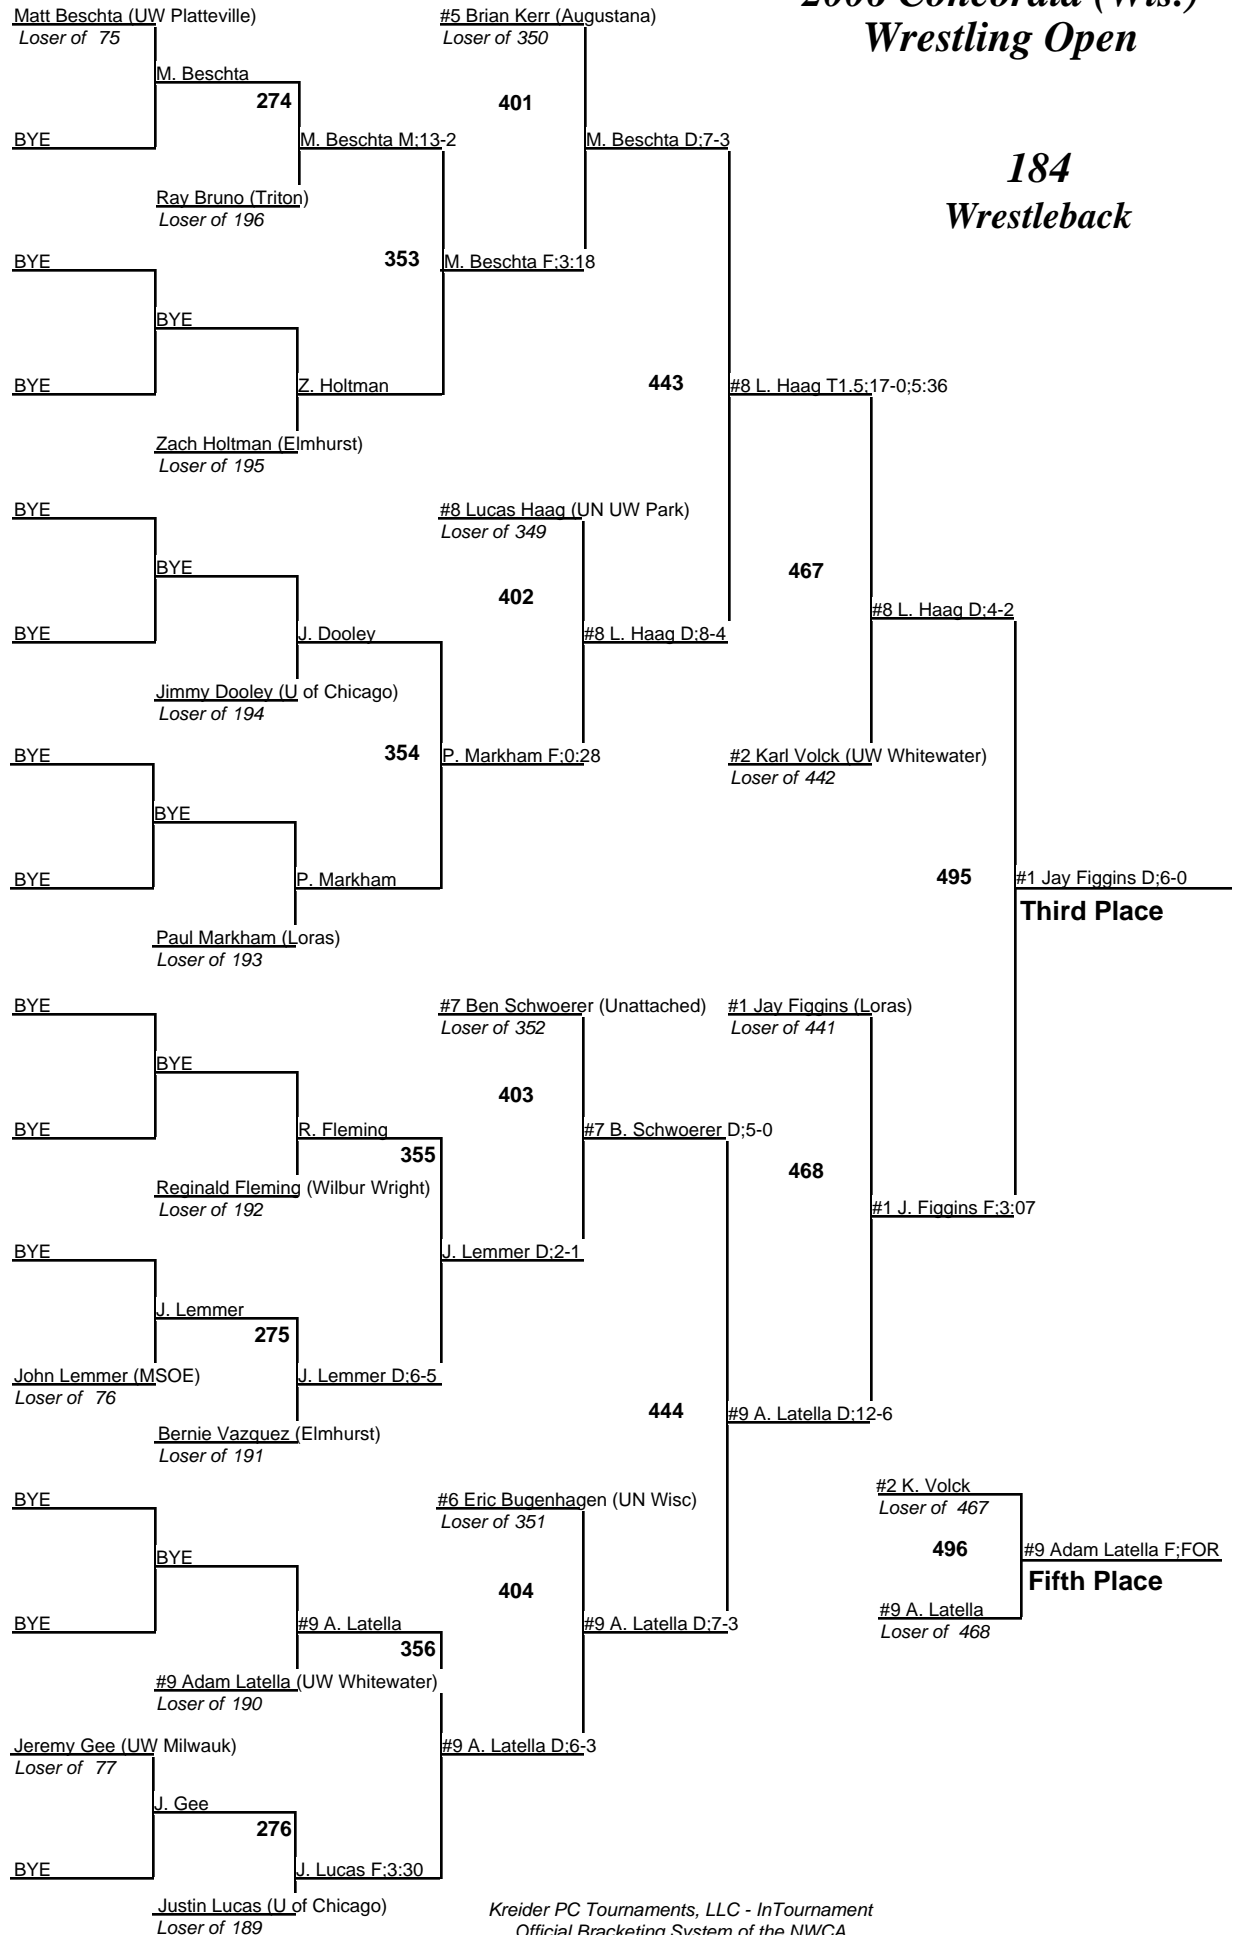 2006 Concordia (Wis.)
Wrestling Open
184
Wrestleback
Matt Beschta (UW Platteville)
Loser of 75
M. Beschta
274
BYE
M. Beschta M;13-2
Ray Bruno (Triton)
Loser of 196
353
BYE
BYE
BYE
Z. Holtman
Zach Holtman (Elmhurst)
Loser of 195
#5 Brian Kerr (Augustana)
Loser of 350
401
M. Beschta D;7-3
M. Beschta F;3:18
443
#8 L. Haag T1.5;17-0;5:36
BYE
BYE
BYE
J. Dooley
Jimmy Dooley (U of Chicago)
Loser of 194
354
BYE
BYE
BYE
P. Markham
Paul Markham (Loras)
Loser of 193
#8 Lucas Haag (UN UW Park)
Loser of 349
402
#8 L. Haag D;8-4
P. Markham F;0:28
467
#8 L. Haag D;4-2
#2 Karl Volck (UW Whitewater)
Loser of 442
495
#1 Jay Figgins D;6-0
Third Place
BYE
BYE
BYE
R. Fleming
355
Reginald Fleming (Wilbur Wright)
Loser of 192
BYE
J. Lemmer
275
John Lemmer (MSOE)
Loser of 76
J. Lemmer D;6-5
Bernie Vazquez (Elmhurst)
Loser of 191
#7 Ben Schwoerer (Unattached)
Loser of 352
403
#7 B. Schwoerer D;5-0
J. Lemmer D;2-1
#1 Jay Figgins (Loras)
Loser of 441
468
#1 J. Figgins F;3:07
444
#9 A. Latella D;12-6
BYE
BYE
BYE
#9 A. Latella
356
#9 Adam Latella (UW Whitewater)
Loser of 190
Jeremy Gee (UW Milwauk)
Loser of 77
J. Gee
276
BYE
J. Lucas F;3:30
Justin Lucas (U of Chicago)
Loser of 189
#6 Eric Bugenhagen (UN Wisc)
Loser of 351
404
#9 A. Latella D;7-3
#9 A. Latella D;6-3
#2 K. Volck
Loser of 467
496
#9 Adam Latella F;FOR
Fifth Place
#9 A. Latella
Loser of 468
Kreider PC Tournaments, LLC - InTournament
Official Bracketing System of the NWCA